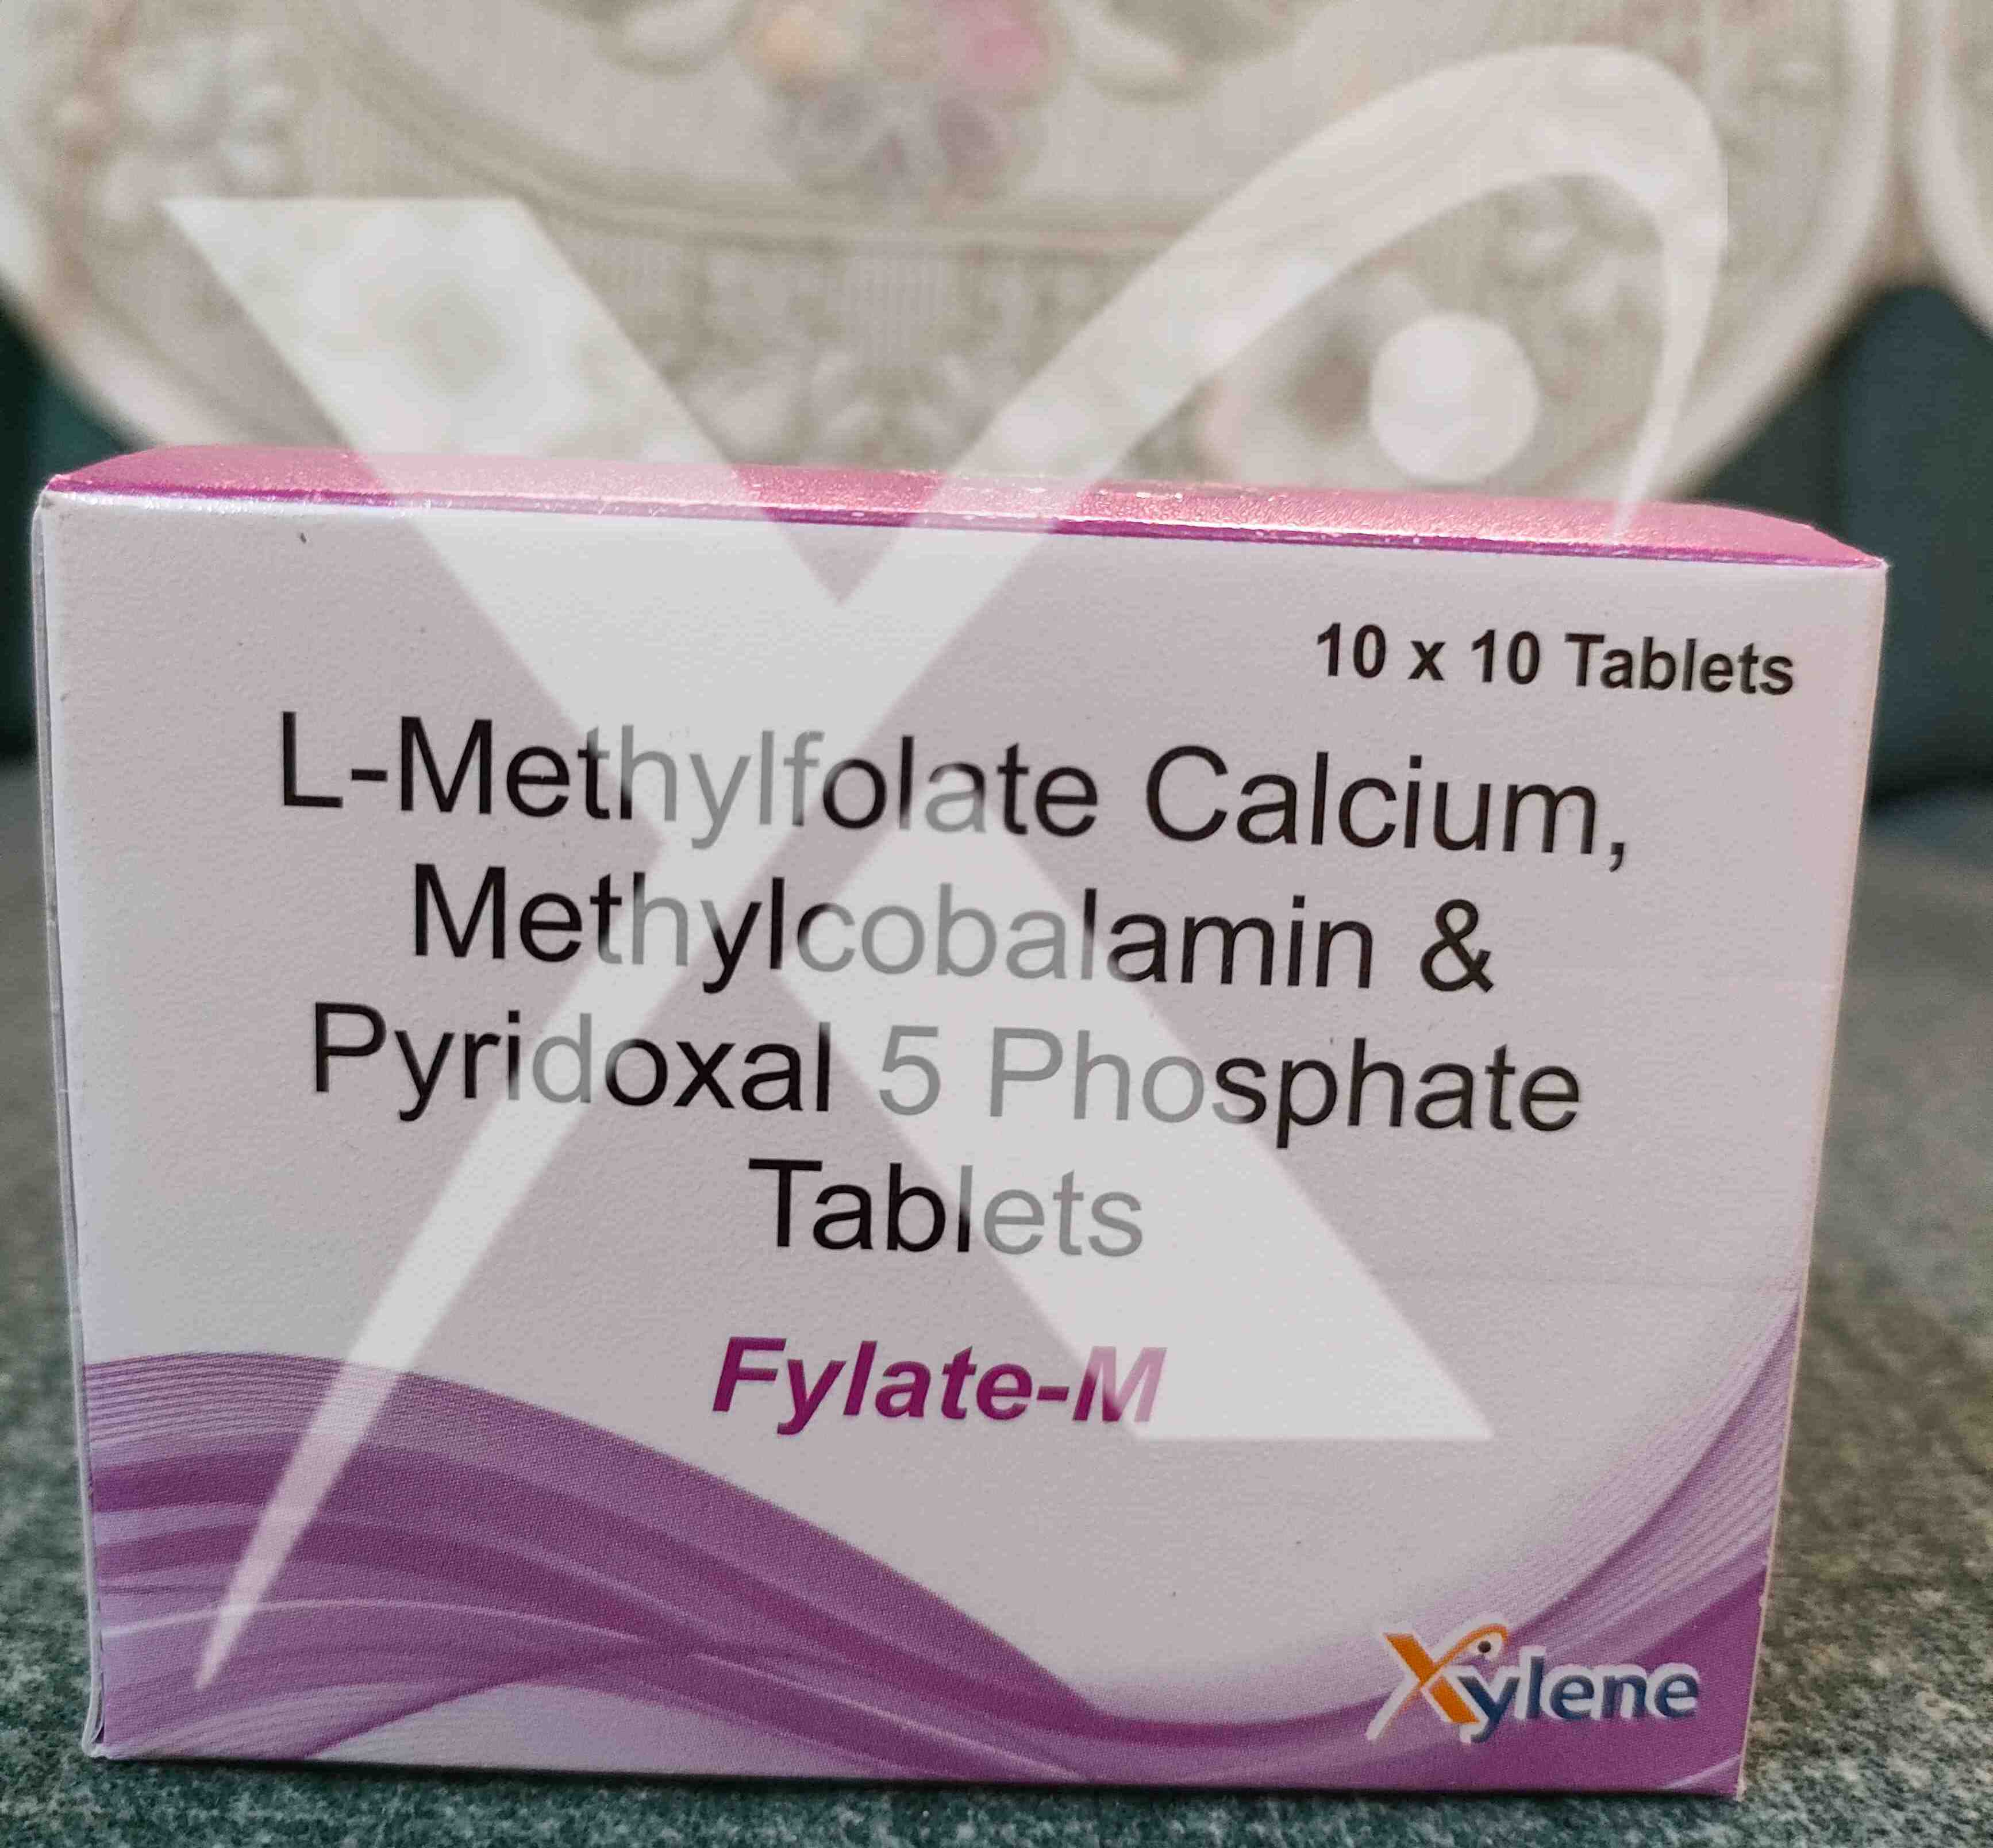 10 x 10 Tablets
L-Methylfolate Calcium,
Methylcobalamin &
Pyridoxal 5 Phosphate
Tablets
Fylate-M
Xylene